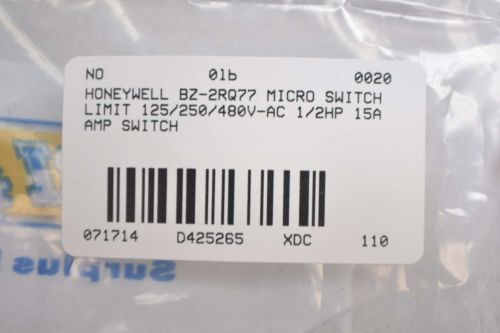 NO 01b 0020
HONEYWELL BZ-2RQ77 MICRO SWITCH
LIMIT 125/250/480V-AC 1/2HP 15A
AMP SWITCH
071714 D425265 XDC 110
Surplus